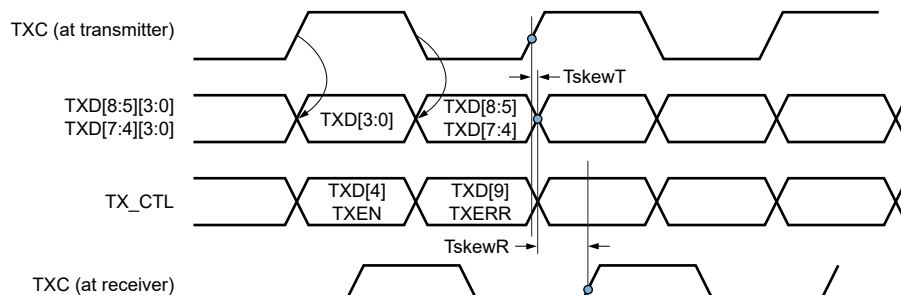 TXC (at transmitter)
TskewT
TXD[8:5][3:0]
TXD[7:4][3:0]
TXD[3:0]
TXD[8:5]
TXD[7:4]
TX_CTL
TXD[4]
TXEN
TXD[9]
TXERR
TskewR
TXC (at receiver)